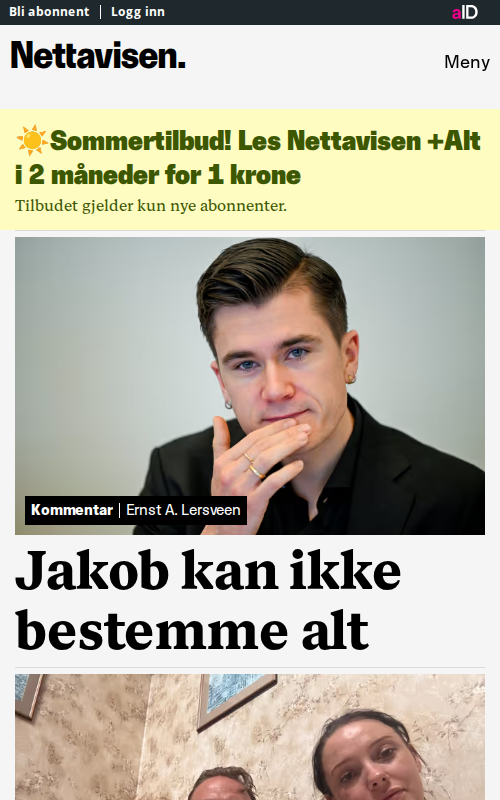 Bli abonnent | Logg inn
aID
Nettavisen.
Meny
☀️Sommertilbud! Les Nettavisen +Alt
i 2 måneder for 1 krone
Tilbudet gjelder kun nye abonnenter.
Kommentar | Ernst A. Lersveen
Jakob kan ikke
bestemme alt